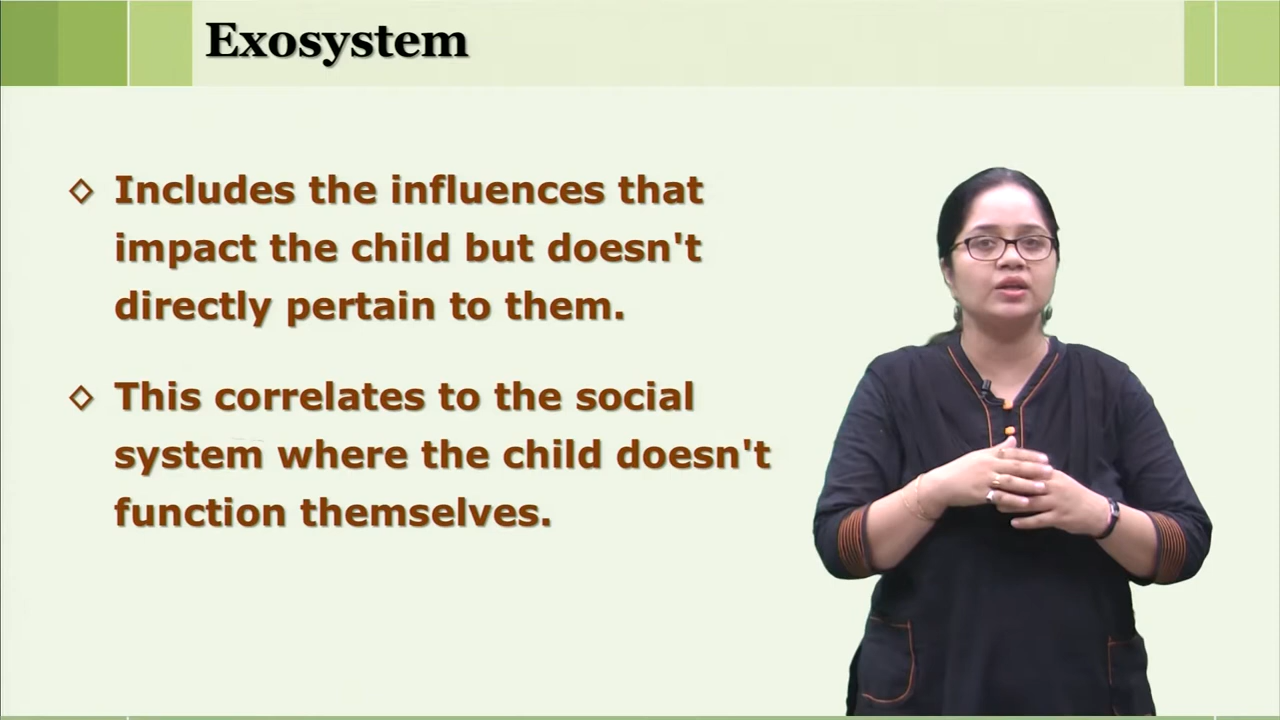 Exosystem
◇ Includes the influences that
impact the child but doesn't
directly pertain to them.
◇ This correlates to the social
system where the child doesn't
function themselves.